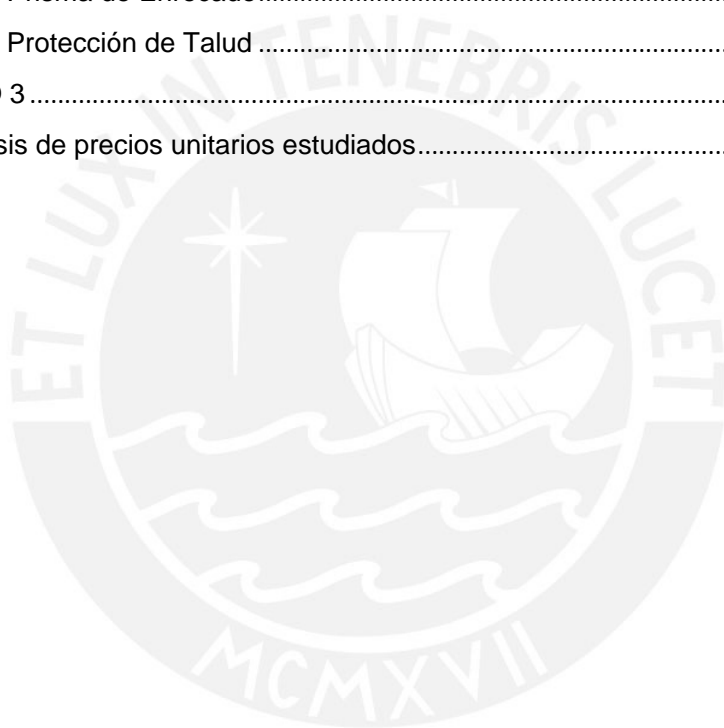 Protección de Talud ................................................................
3 ................................................................
sis de precios unitarios estudiados ........................................
ET LUX IN TENEBRIS LUCET
MCMXVII